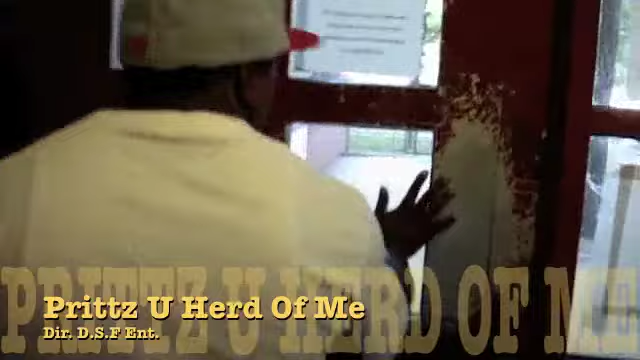 PRITTZ U HERD OF ME
Prittz U Herd Of Me
Dir. D.S.F Ent.